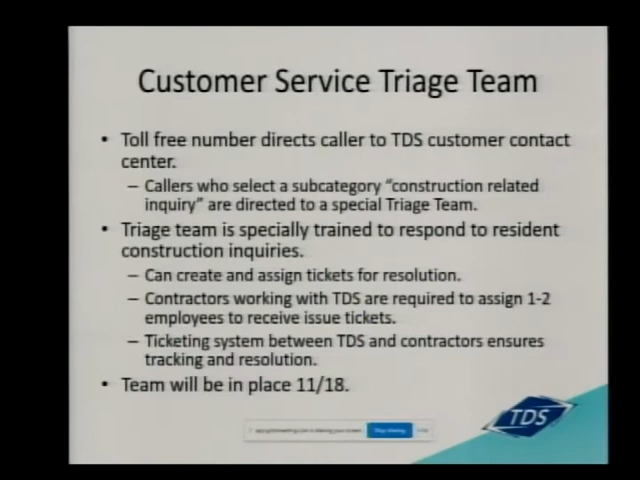 Customer Service Triage Team
• Toll free number directs caller to TDS customer contact
center.
– Callers who select a subcategory “construction related
inquiry” are directed to a special Triage Team.
• Triage team is specially trained to respond to resident
construction inquiries.
– Can create and assign tickets for resolution.
– Contractors working with TDS are required to assign 1-2
employees to receive issue tickets.
– Ticketing system between TDS and contractors ensures
tracking and resolution.
• Team will be in place 11/18.
TDS
Stop sharing